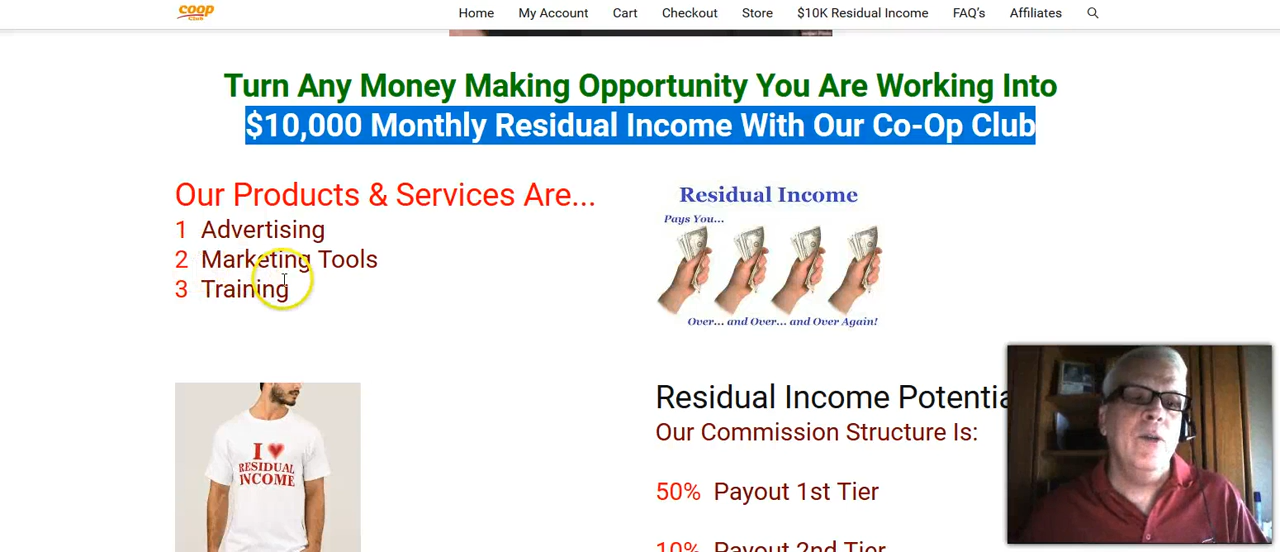 coop
Club
Home My Account Cart Checkout Store $10K Residual Income FAQ's Affiliates
Turn Any Money Making Opportunity You Are Working Into
$10,000 Monthly Residual Income With Our Co-Op Club
Our Products & Services Are...
1 Advertising
2 Marketing Tools
3 Training
Residual Income
Pays You...
Over... and Over... and Over Again!
I ♥
RESIDUAL
INCOME
Residual Income Potentia
Our Commission Structure Is:
50% Payout 1st Tier
10% Payout 2nd Tier